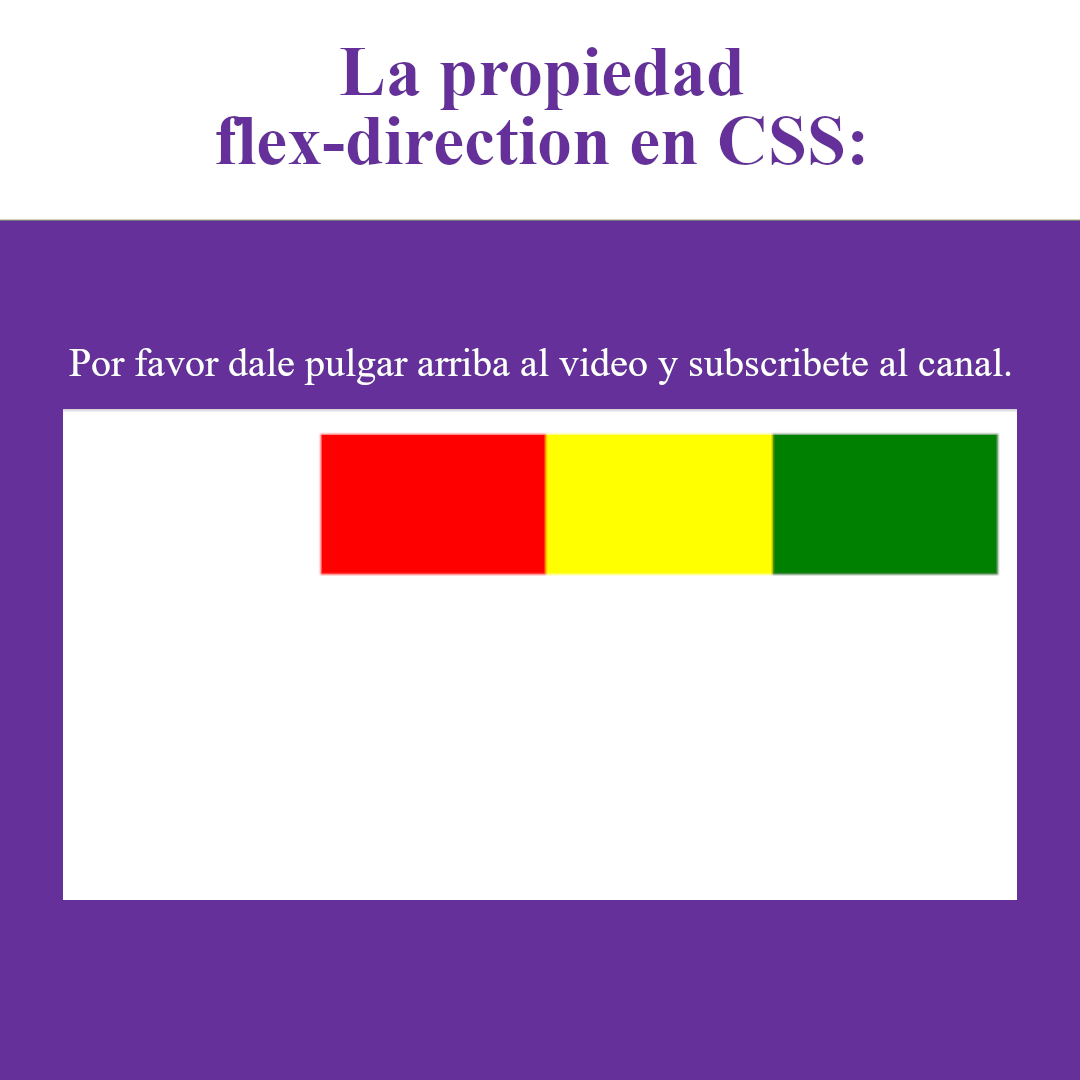 La propiedad
flex-direction en CSS:
Por favor dale pulgar arriba al video y subscribete al canal.